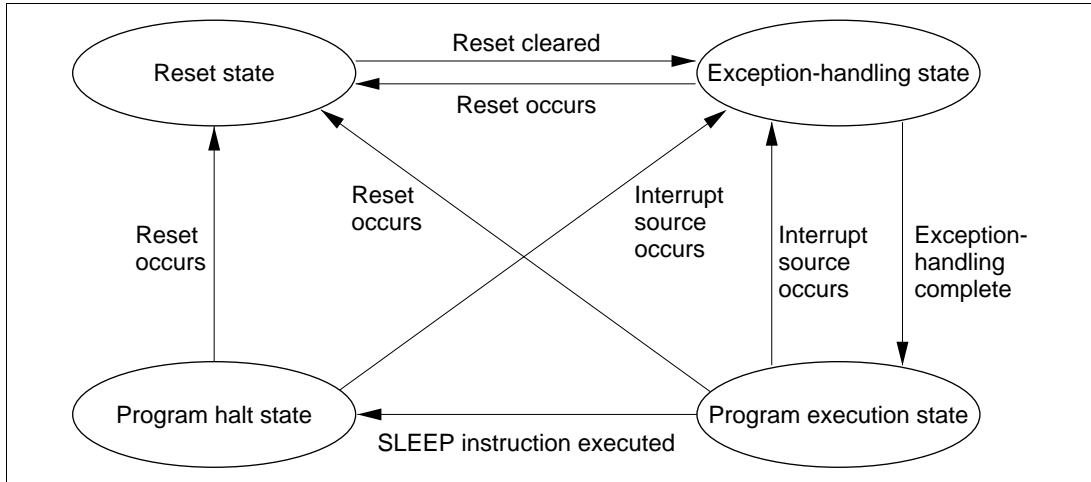 Reset cleared
Reset state
Exception-handling state
Reset occurs
Reset
occurs
Interrupt
source
occurs
Reset
occurs
Interrupt
source
occurs
Exception-
handling
complete
Program halt state
Program execution state
SLEEP instruction executed